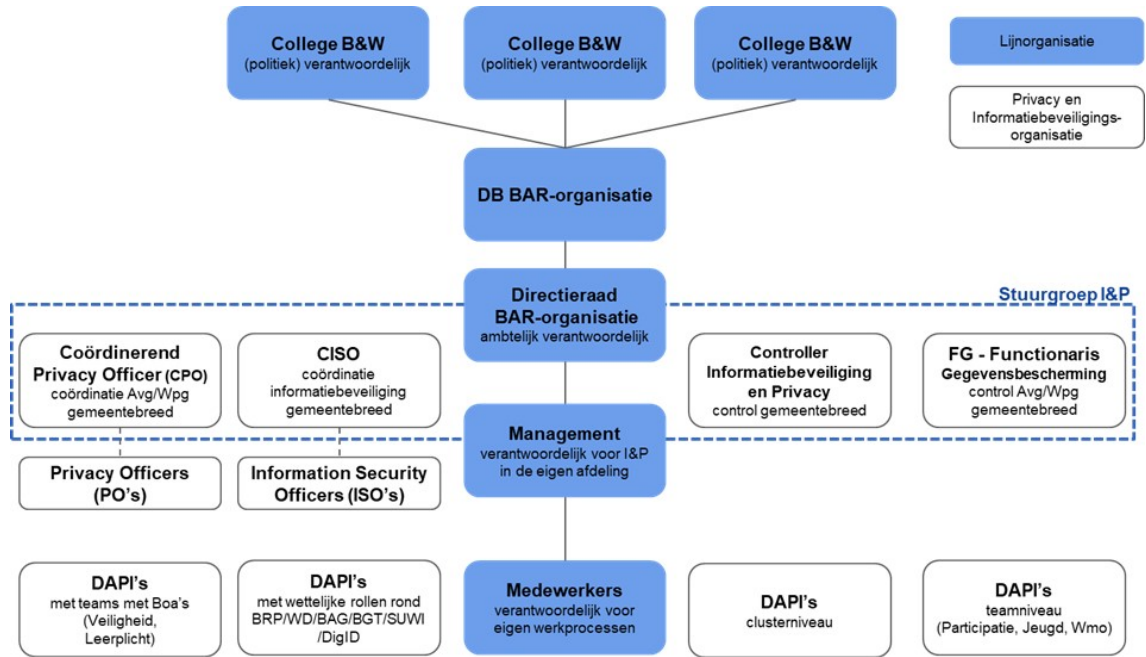 College B&W
(politiek) verantwoordelijk
College B&W
(politiek) verantwoordelijk
College B&W
(politiek) verantwoordelijk
Lijnorganisatie
Privacy en
Informatiebeveiligings-
organisatie
DB BAR-organisatie
Directieraad
BAR-organisatie
ambtelijk verantwoordelijk
Stuurgroep I&P
Coördinerend
Privacy Officer (CPO)
coördinatie Avg/Wpg
gemeentebreed
CISO
coördinatie
informatiebeveiliging
gemeentebreed
Controller
Informatiebeveiliging
en Privacy
control gemeentebreed
FG - Functionaris
Gegevensbescherming
control Avg/Wpg
gemeentebreed
Management
verantwoordelijk voor I&P
in de eigen afdeling
Privacy Officers
(PO's)
Information Security
Officers (ISO's)
DAPI's
met teams met Boa's
(Veiligheid,
Leerplicht)
DAPI's
met wettelijke rollen rond
BRP/WD/BAG/BGT/SUWI
/DigID
Medewerkers
verantwoordelijk voor
eigen werkprocessen
DAPI's
clusterniveau
DAPI's
teamniveau
(Participatie, Jeugd, Wmo)